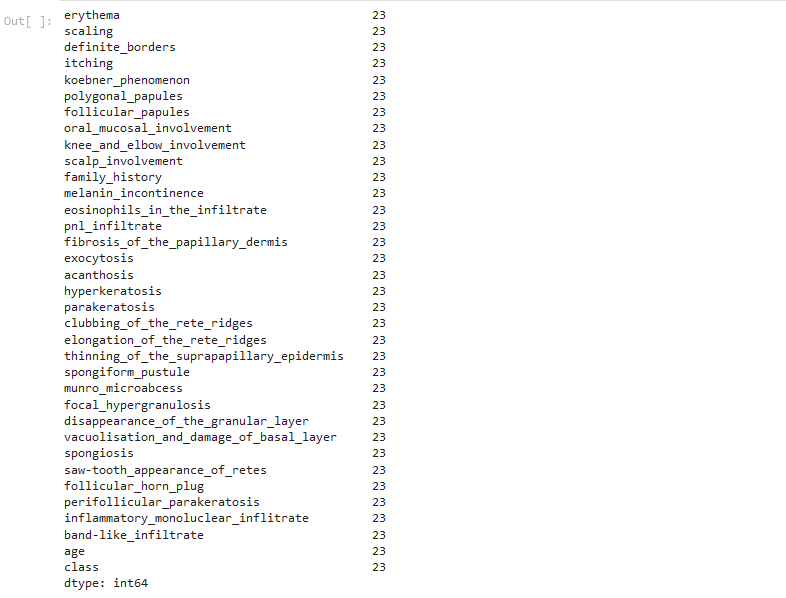 Out[ ]:
erythema 23
scaling 23
definite_borders 23
itching 23
koebner_phenomenon 23
polygonal_papules 23
follicular_papules 23
oral_mucosal_involvement 23
knee_and_elbow_involvement 23
scalp_involvement 23
family_history 23
melanin_incontinence 23
eosinophils_in_the_infiltrate 23
pnl_infiltrate 23
fibrosis_of_the_papillary_dermis 23
exocytosis 23
acanthosis 23
hyperkeratosis 23
parakeratosis 23
clubbing_of_the_rete_ridges 23
elongation_of_the_rete_ridges 23
thinning_of_the_suprapapillary_epidermis 23
spongiform_pustule 23
munro_microabcess 23
focal_hypergranulosis 23
disappearance_of_the_granular_layer 23
vacuolisation_and_damage_of_basal_layer 23
spongiosis 23
saw-tooth_appearance_of_retes 23
follicular_horn_plug 23
perifollicular_parakeratosis 23
inflammatory_monoluclear_inflitrate 23
band-like_infiltrate 23
age 23
class 23
dtype: int64